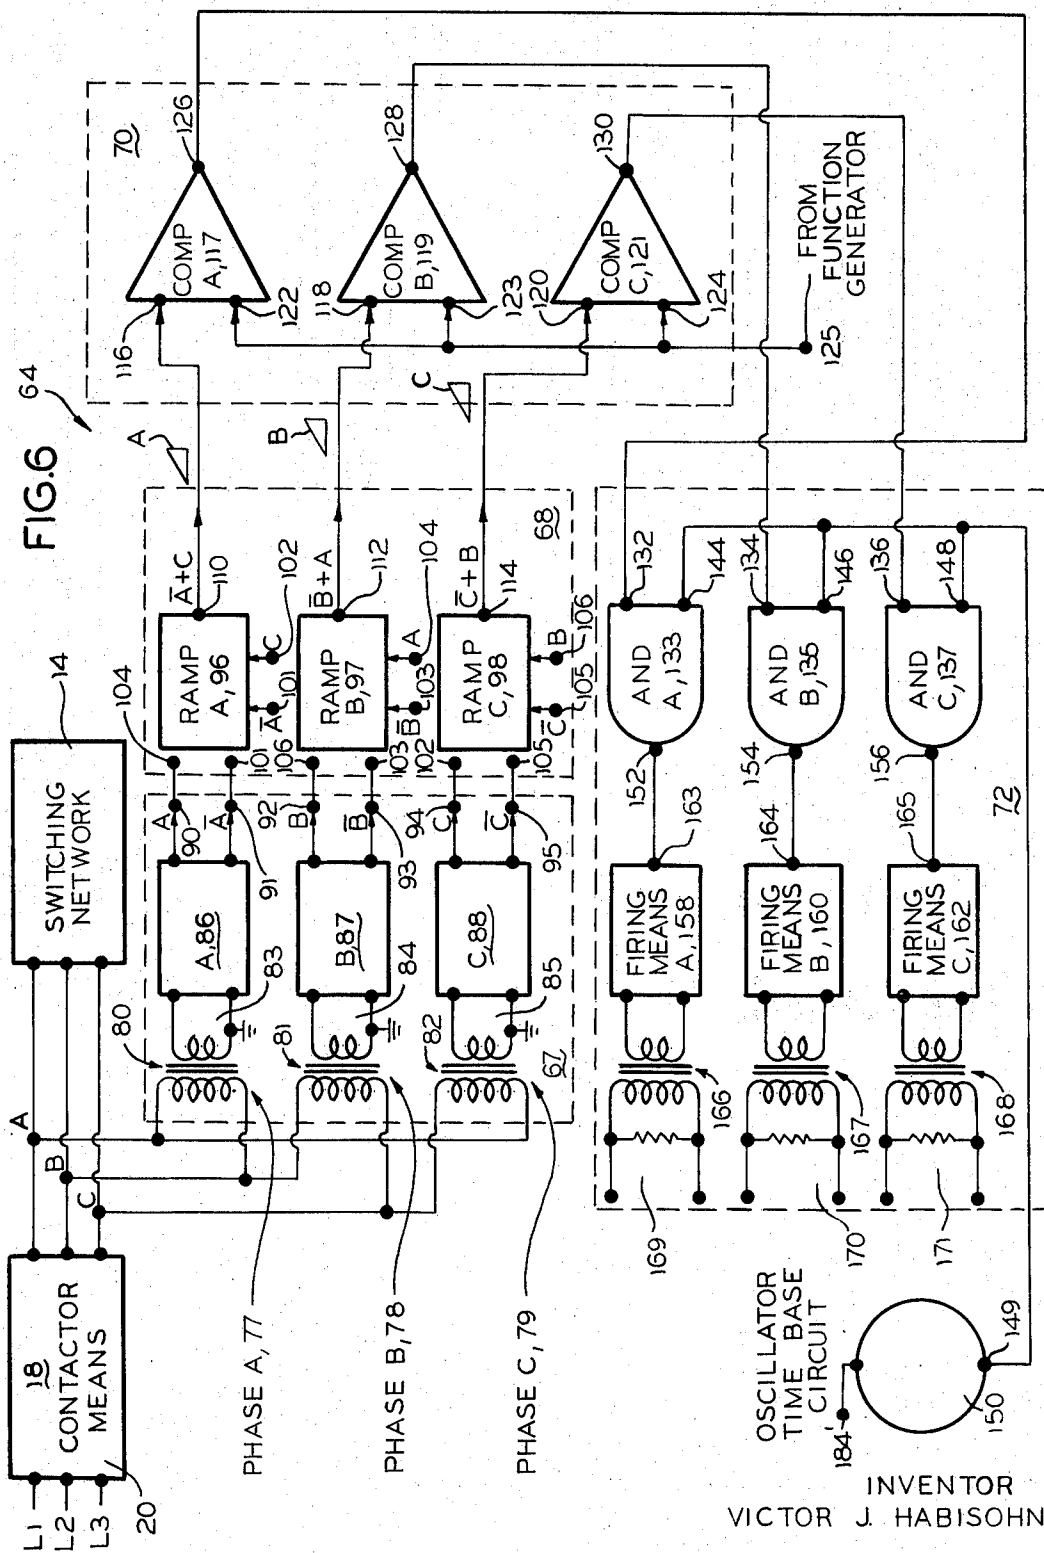 FIG.6
64
L1
L2
L3
18
CONTACTOR
MEANS
20
A
B
C
SWITCHING
NETWORK
14
PHASE A,77
PHASE B,78
PHASE C,79
80
81
82
83
84
85
67
A,86
B,87
C,88
A
90
A̅
91
B
92
B̅
93
C
94
C̅
95
104
101
106
103
102
105
RAMP
A,96
RAMP
B,97
RAMP
C,98
A̅
101
C
102
B̅
103
A
104
C̅
105
B
106
A̅+C
110
B̅+A
112
C̅+B
114
68
A
B
C
70
116
COMP
A,117
122
126
118
COMP
B,119
123
128
120
COMP
C,121
124
130
125
FROM
FUNCTION
GENERATOR
132
144
134
146
136
148
AND
A,133
AND
B,135
AND
C,137
152
154
156
163
164
165
FIRING
MEANS
A,158
FIRING
MEANS
B,160
FIRING
MEANS
C,162
166
167
168
169
170
171
72
OSCILLATOR
TIME BASE
CIRCUIT
184'
149
150
INVENTOR
VICTOR J. HABISOHN